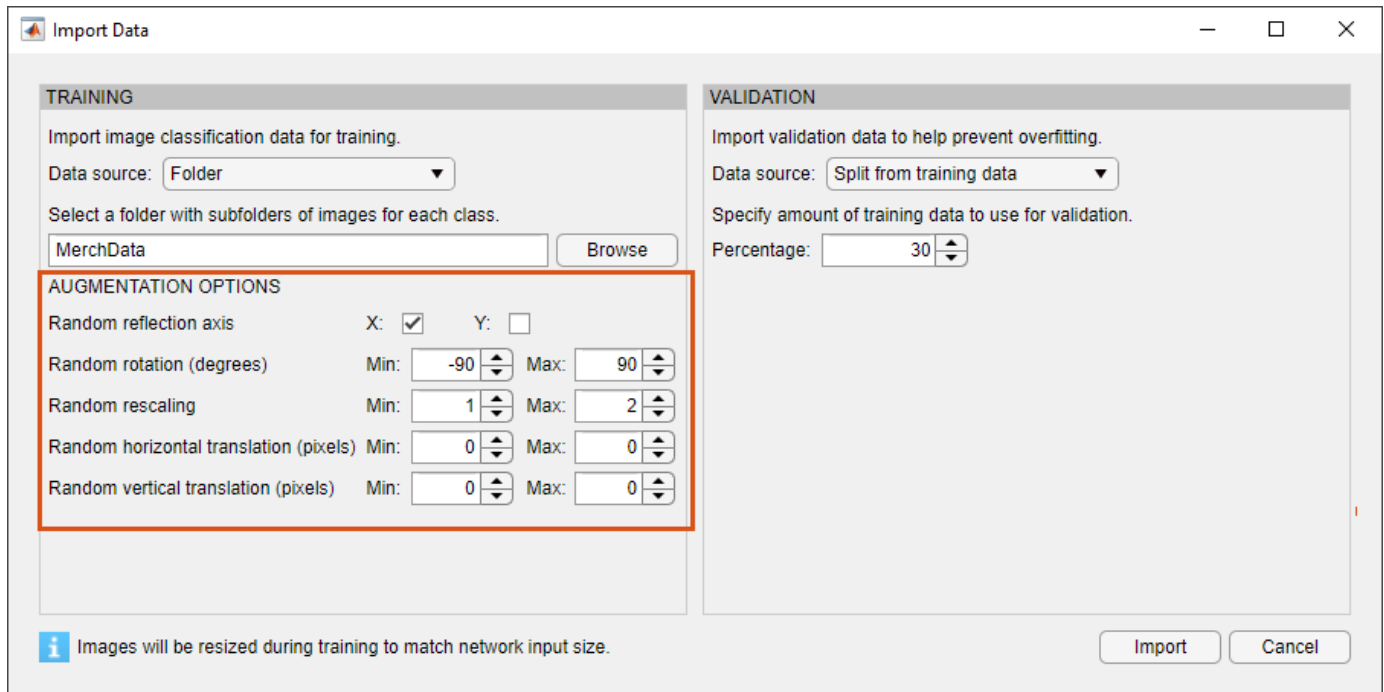 Import Data
TRAINING
Import image classification data for training.
Data source: Folder
Select a folder with subfolders of images for each class.
MerchData Browse
AUGMENTATION OPTIONS
Random reflection axis X: Y:
Random rotation (degrees) Min: -90 Max: 90
Random rescaling Min: 1 Max: 2
Random horizontal translation (pixels) Min: 0 Max: 0
Random vertical translation (pixels) Min: 0 Max: 0
VALIDATION
Import validation data to help prevent overfitting.
Data source: Split from training data
Specify amount of training data to use for validation.
Percentage: 30
i Images will be resized during training to match network input size.
Import Cancel